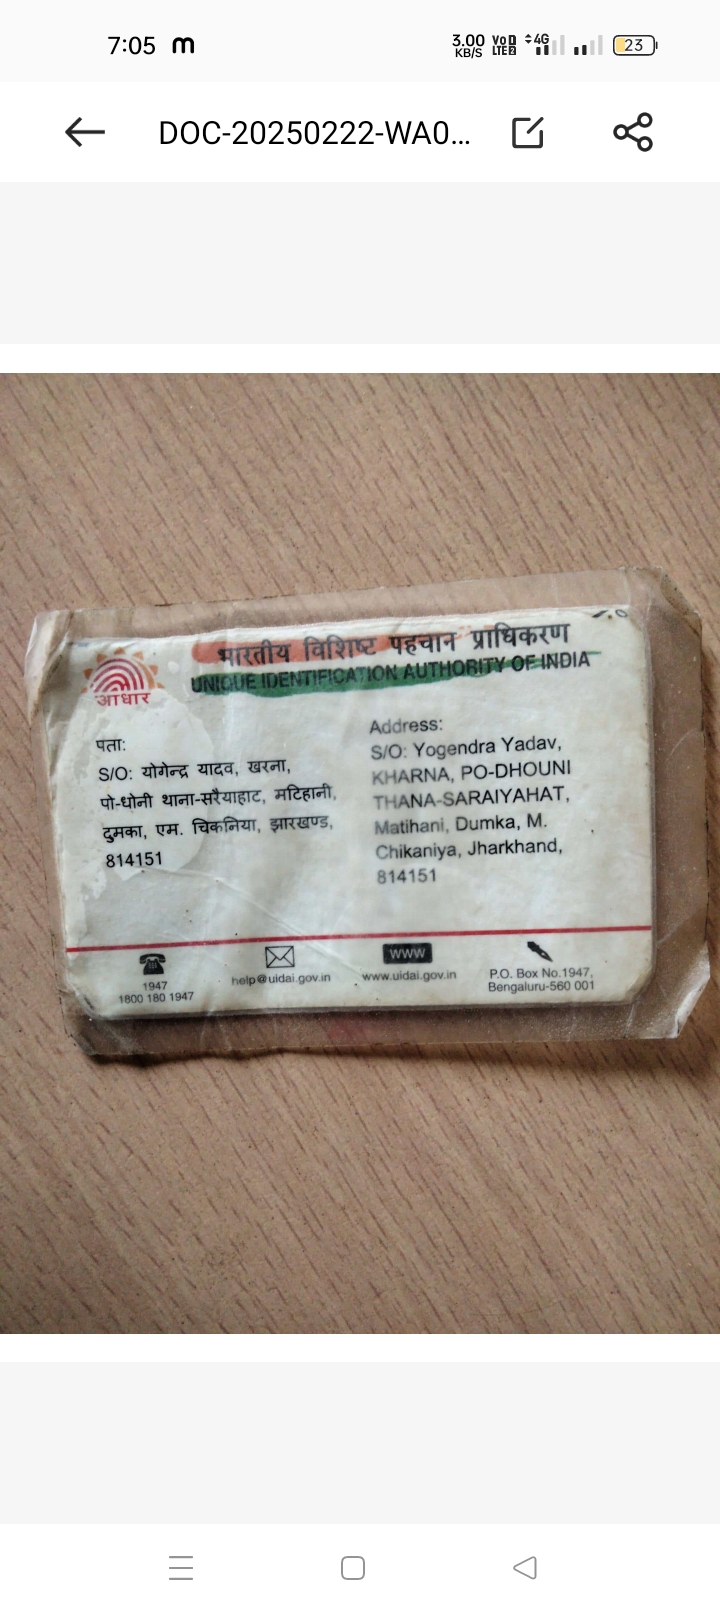 7:05 m 3.00 KB/S Vo LTE 4G 23
DOC-20250222-WA0...
भारतीय विशिष्ट पहचान प्राधिकरण
UNIQUE IDENTIFICATION AUTHORITY OF INDIA
आधार
पता:
S/O: योगेन्द्र यादव, खरना,
पो-धोनी थाना-सरैयाहाट, मटिहानी,
दुमका, एम. चिकनिया, झारखण्ड,
814151
Address:
S/O: Yogendra Yadav,
KHARNA, PO-DHOUNI
THANA-SARAIYAHAT,
Matihani, Dumka, M.
Chikaniya, Jharkhand,
814151
1947
1800 180 1947
help@uidai.gov.in
WWW
www.uidai.gov.in
P.O. Box No.1947,
Bengaluru-560 001